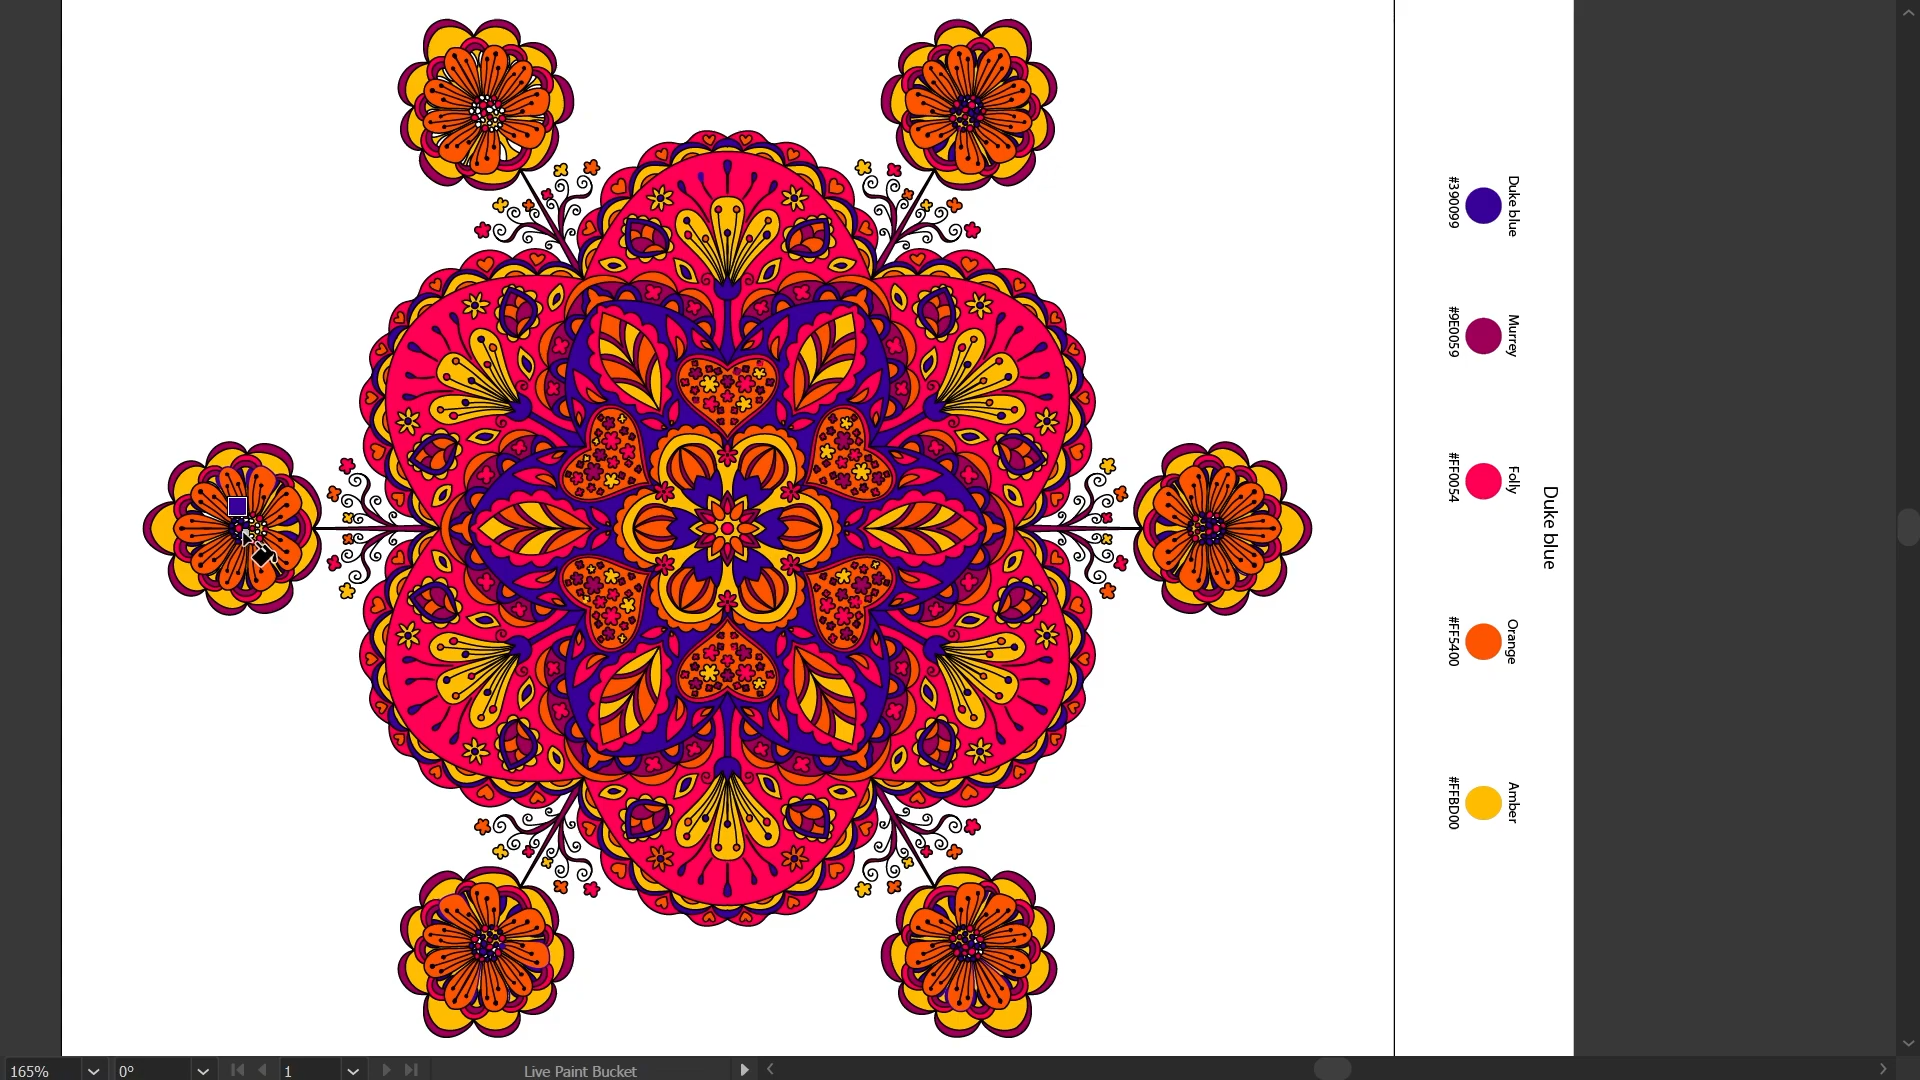 Duke blue
#390099
Murrey
#9E0059
Folly
#FF0054
Orange
#FF5400
Amber
#FFBD00
Duke blue
165%
0°
1
Live Paint Bucket